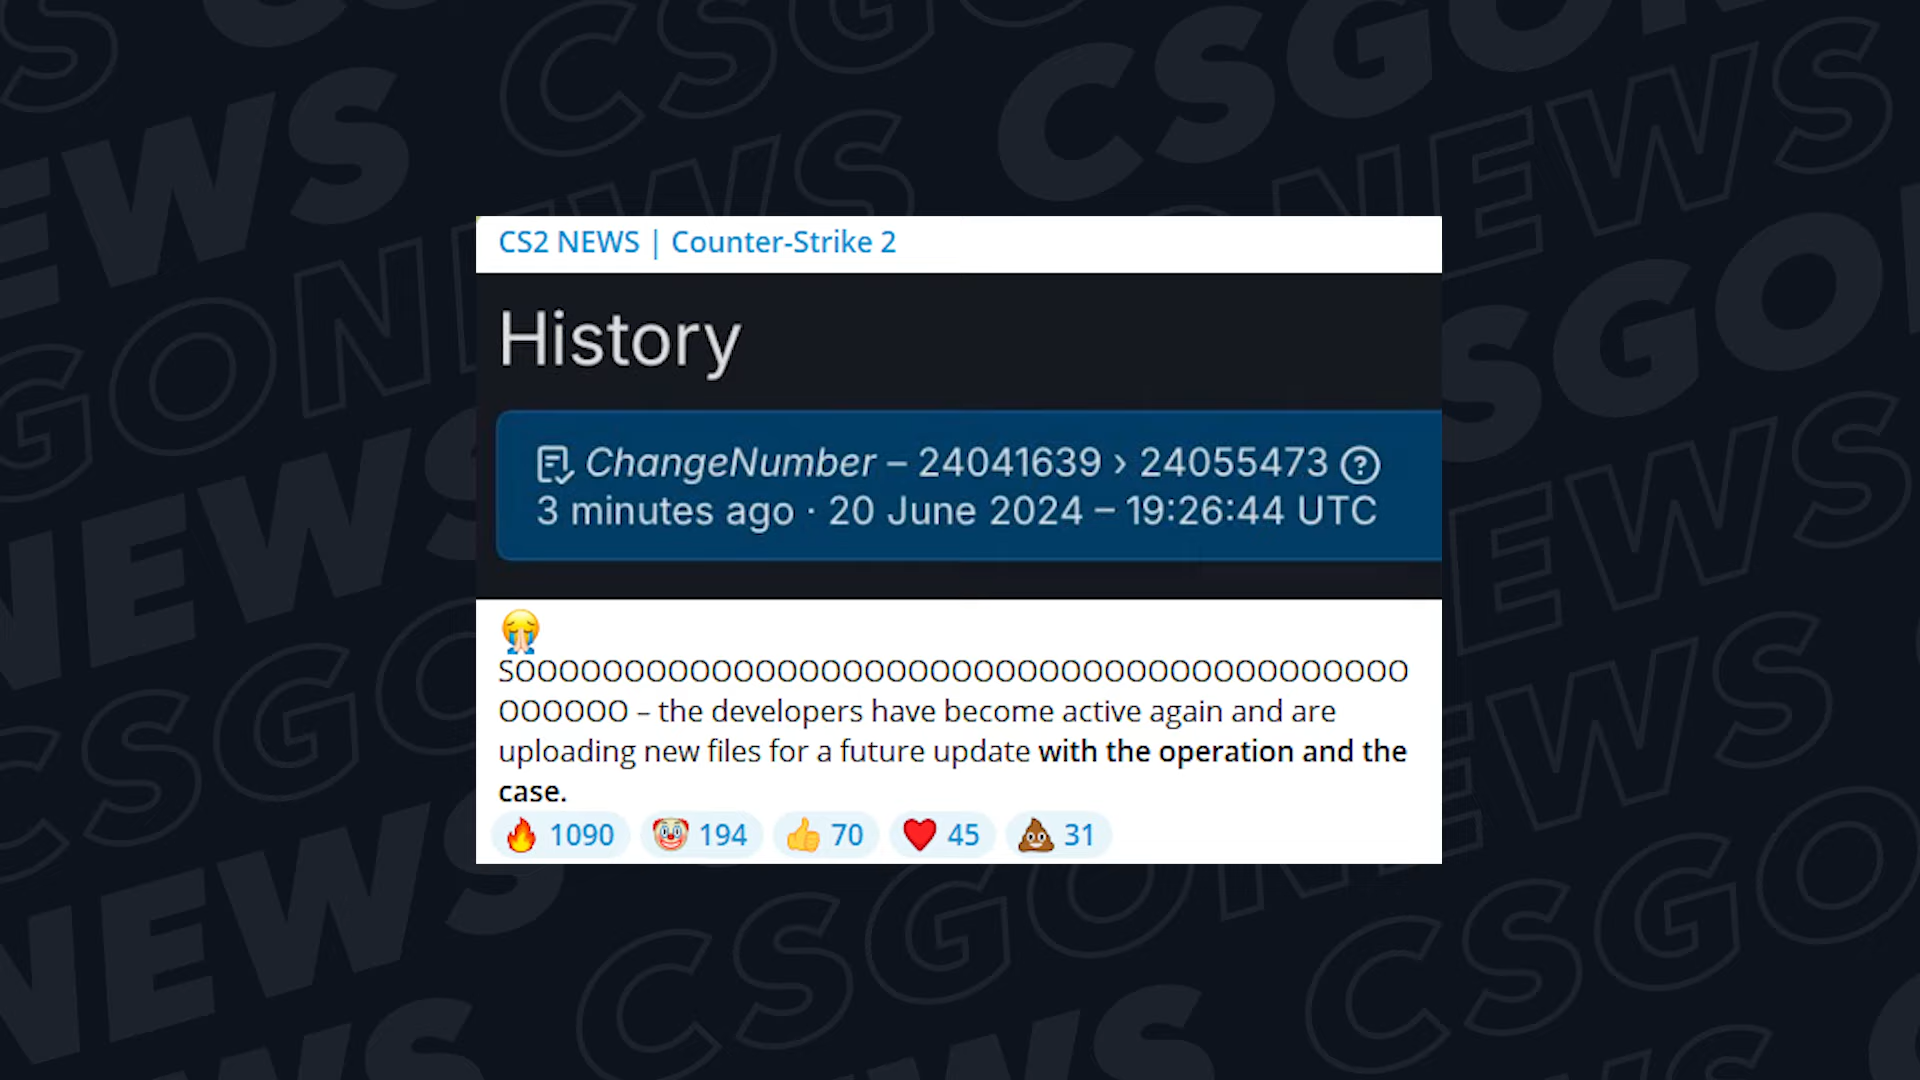 CS2 NEWS | Counter-Strike 2
History
ChangeNumber – 24041639 › 24055473 ?
3 minutes ago · 20 June 2024 – 19:26:44 UTC
😭🙏
SOOOOOOOOOOOOOOOOOOOOOOOOOOOOOOOOOOOOO
OOOOOO – the developers have become active again and are
uploading new files for a future update with the operation and the
case.
🔥 1090 🤡 194 👍 70 ❤️ 45 💩 31
CSGONEWS